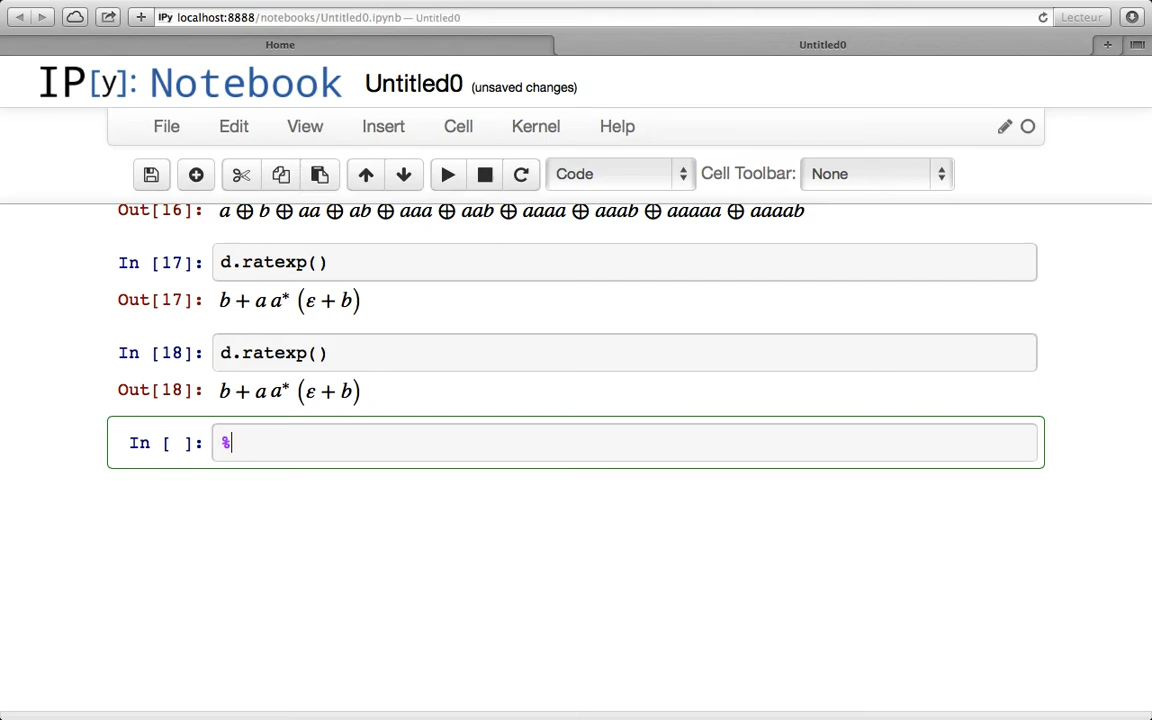 IPy localhost:8888/notebooks/Untitled0.ipynb — Untitled0
Lecteur
Home
Untitled0
IP[y]: Notebook Untitled0 (unsaved changes)
File Edit View Insert Cell Kernel Help
Code Cell Toolbar: None
Out[16]: a ⊕ b ⊕ aa ⊕ ab ⊕ aaa ⊕ aab ⊕ aaaa ⊕ aaab ⊕ aaaaa ⊕ aaaab
In [17]: d.ratexp()
Out[17]: b + a a* (ε + b)
In [18]: d.ratexp()
Out[18]: b + a a* (ε + b)
In [ ]: %